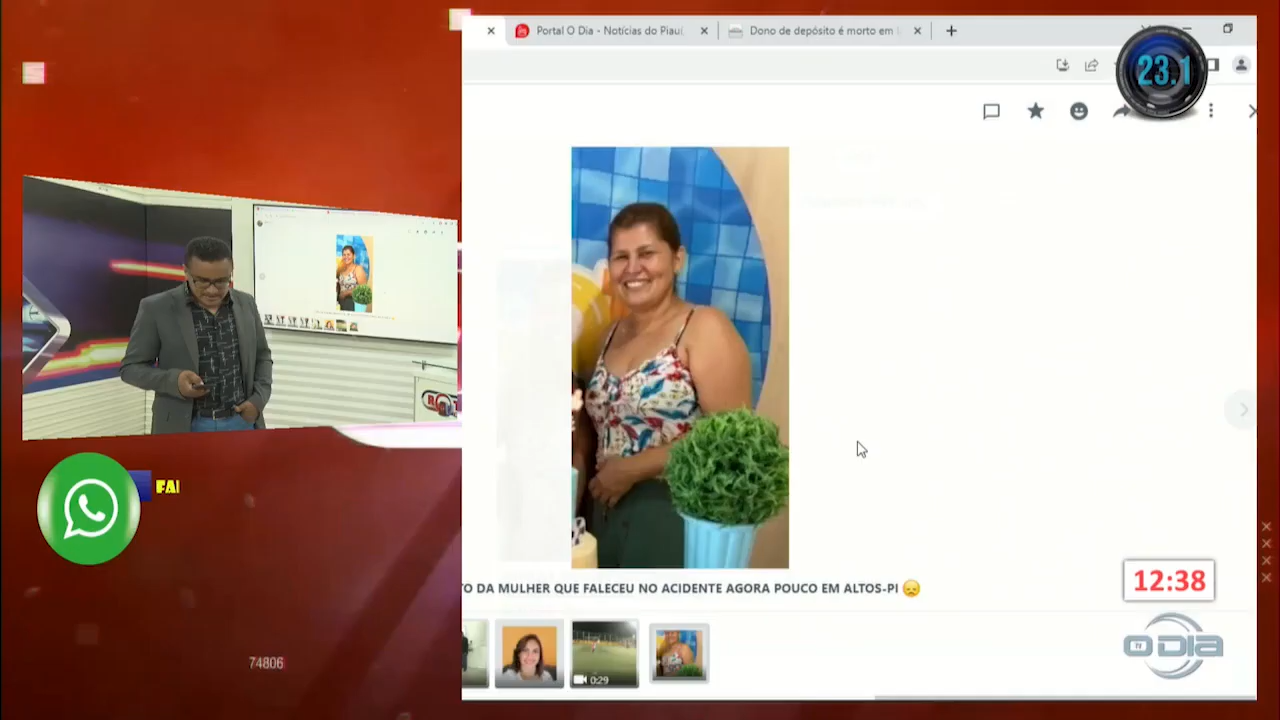 Portal O Dia - Notícias do Piauí
Dono de depósito é morto em
23.1
FAI
TO DA MULHER QUE FALECEU NO ACIDENTE AGORA POUCO EM ALTOS-PI 😞
12:38
TV O DIA
0:29
74806